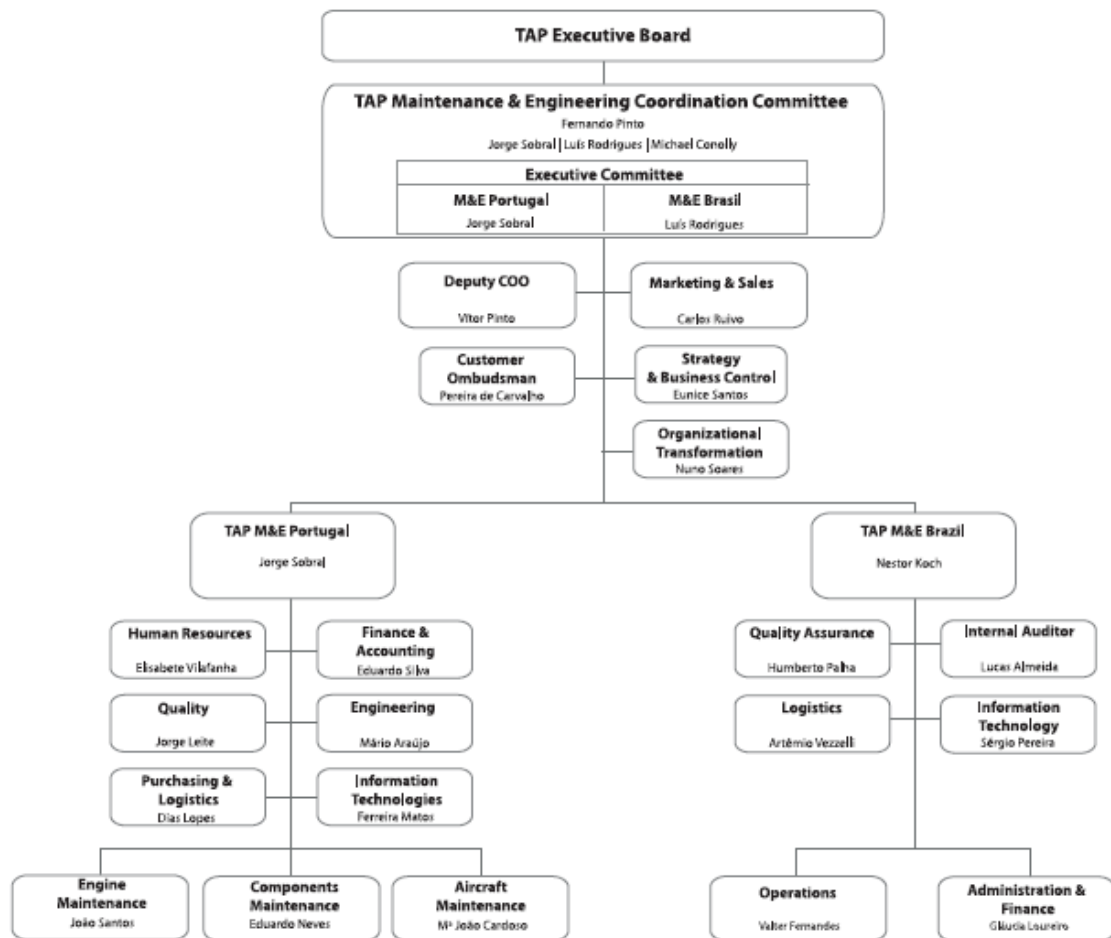 TAP Executive Board
TAP Maintenance & Engineering Coordination Committee
Fernando Pinto
Jorge Sobral | Luís Rodrigues | Michael Conolly
Executive Committee
M&E Portugal
Jorge Sobral
M&E Brasil
Luís Rodrigues
Deputy COO
Vítor Pinto
Marketing & Sales
Carlos Ruivo
Customer
Ombudsman
Pereira de Carvalho
Strategy
& Business Control
Eunice Santos
Organizational
Transformation
Nuno Soares
TAP M&E Portugal
Jorge Sobral
TAP M&E Brazil
Nestor Koch
Human Resources
Elisabete Vilafanha
Finance &
Accounting
Eduardo Silva
Quality
Jorge Leite
Engineering
Mário Araújo
Purchasing &
Logistics
Dias Lopes
Information
Technologies
Ferreira Matos
Engine
Maintenance
João Santos
Components
Maintenance
Eduardo Neves
Aircraft
Maintenance
Mª João Cardoso
Quality Assurance
Humberto Palha
Internal Auditor
Lucas Almeida
Logistics
Artêmio Vezzelli
Information
Technology
Sérgio Pereira
Operations
Valter Fernandes
Administration &
Finance
Gláucia Loureiro